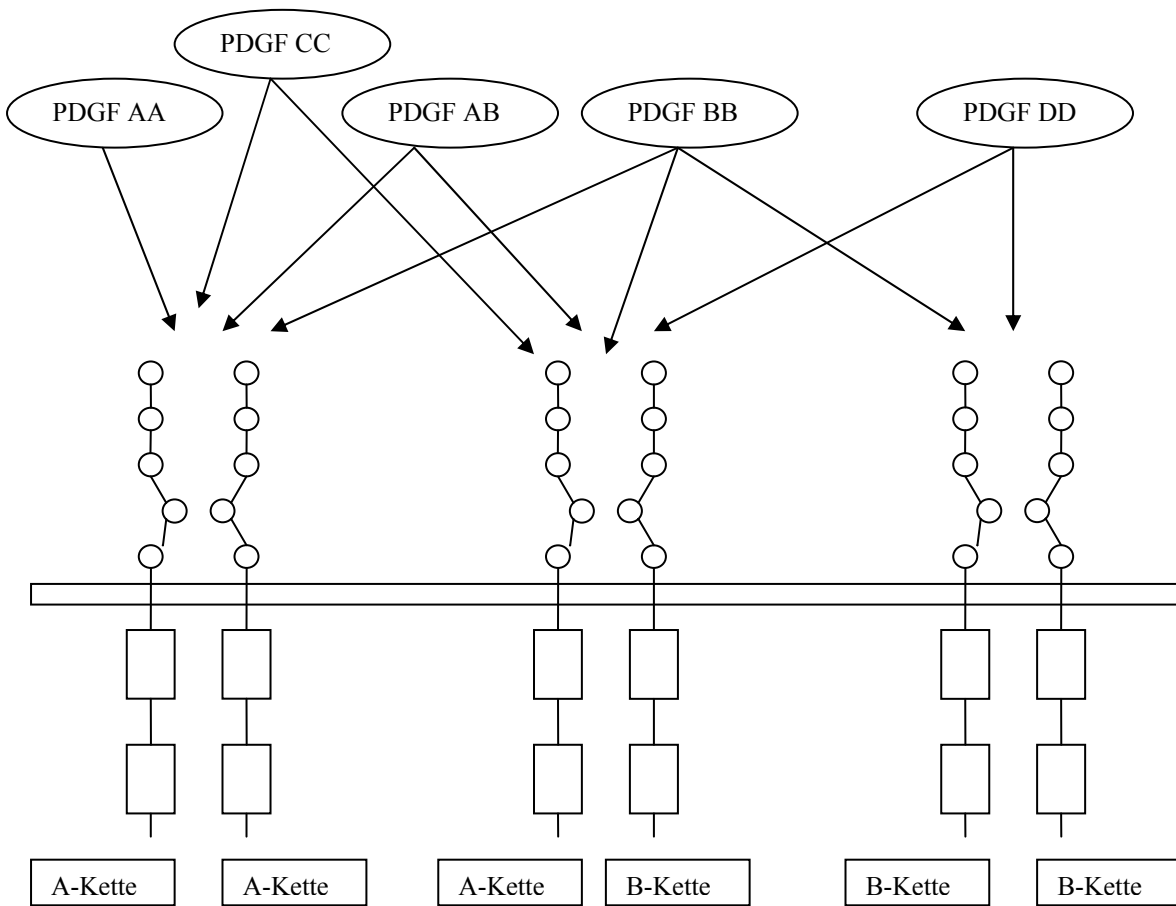 PDGF CC
PDGF AA
PDGF AB
PDGF BB
PDGF DD
A-Kette
A-Kette
A-Kette
B-Kette
B-Kette
B-Kette